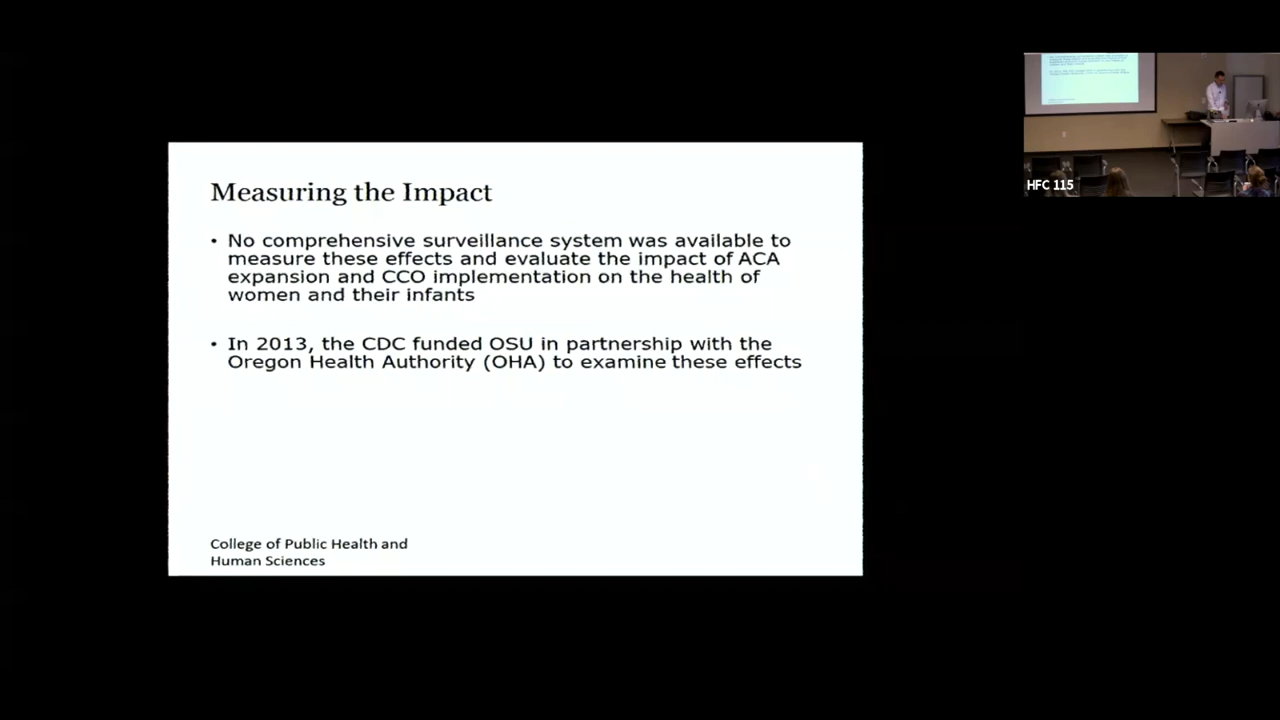 Measuring the Impact
• No comprehensive surveillance system was available to
measure these effects and evaluate the impact of ACA
expansion and CCO implementation on the health of
women and their infants
• In 2013, the CDC funded OSU in partnership with the
Oregon Health Authority (OHA) to examine these effects
College of Public Health and
Human Sciences
HFC 115